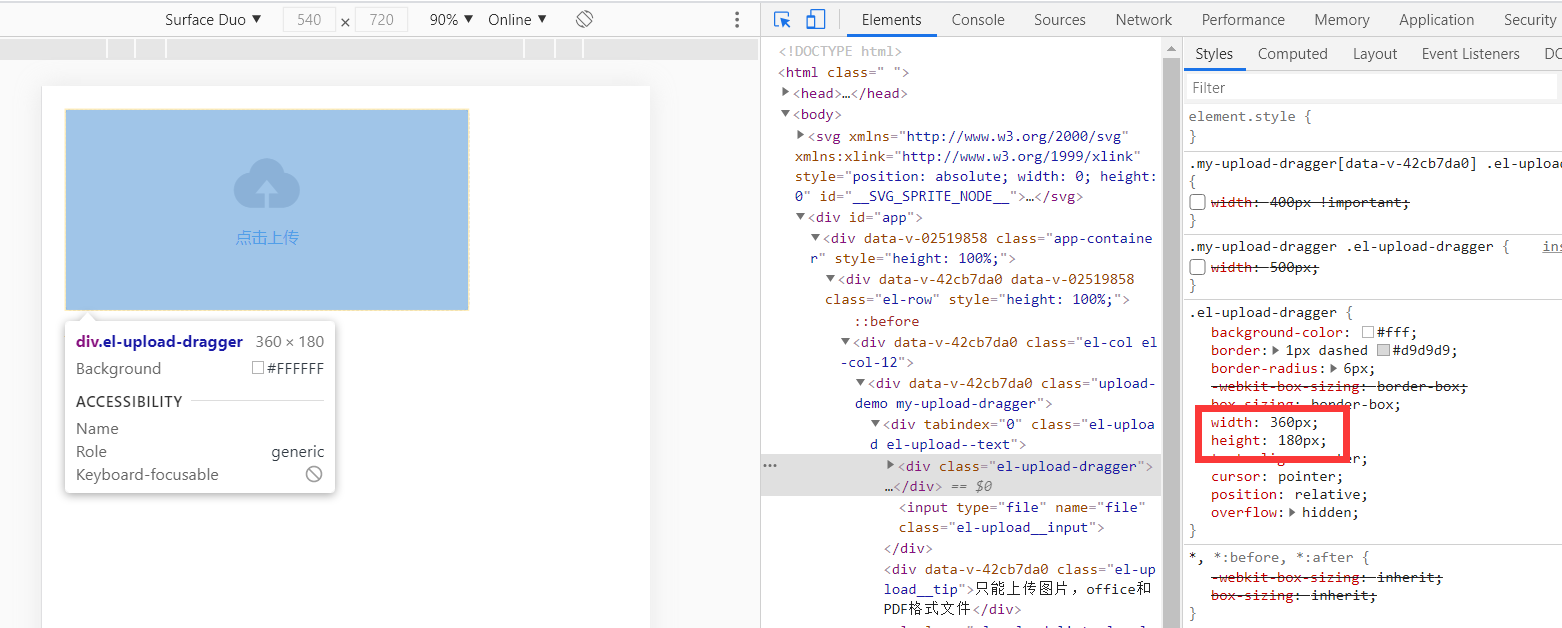 Surface Duo ▼ 540 × 720 90% ▼ Online ▼
Elements Console Sources Network Performance Memory Application Security
点击上传
div.el-upload-dragger 360 × 180
Background #FFFFFF
ACCESSIBILITY
Name
Role generic
Keyboard-focusable
<!DOCTYPE html>
<html class=" ">
▶<head>…</head>
▼<body>
▶<svg xmlns="http://www.w3.org/2000/svg"
xmlns:xlink="http://www.w3.org/1999/xlink"
style="position: absolute; width: 0; height:
0" id="__SVG_SPRITE_NODE__">…</svg>
▼<div id="app">
▼<div data-v-02519858 class="app-containe
r" style="height: 100%;">
▼<div data-v-42cb7da0 data-v-02519858
class="el-row" style="height: 100%;">
::before
▼<div data-v-42cb7da0 class="el-col el
-col-12">
▼<div data-v-42cb7da0 class="upload-
demo my-upload-dragger">
▼<div tabindex="0" class="el-uploa
d el-upload--text">
… ▶<div class="el-upload-dragger">
…</div> == $0
<input type="file" name="file"
class="el-upload__input">
</div>
<div data-v-42cb7da0 class="el-up
load__tip">只能上传图片，office和
PDF格式文件</div>
Styles Computed Layout Event Listeners DO
Filter
element.style {
}
.my-upload-dragger[data-v-42cb7da0] .el-uploa
{
width: 400px !important;
}
.my-upload-dragger .el-upload-dragger { ins
width: 500px;
}
.el-upload-dragger {
background-color: #fff;
border:▶ 1px dashed #d9d9d9;
border-radius:▶ 6px;
-webkit-box-sizing: border-box;
box-sizing: border-box;
width: 360px;
height: 180px;
cursor: pointer;
position: relative;
overflow:▶ hidden;
}
*, *:before, *:after {
-webkit-box-sizing: inherit;
box-sizing: inherit;
}